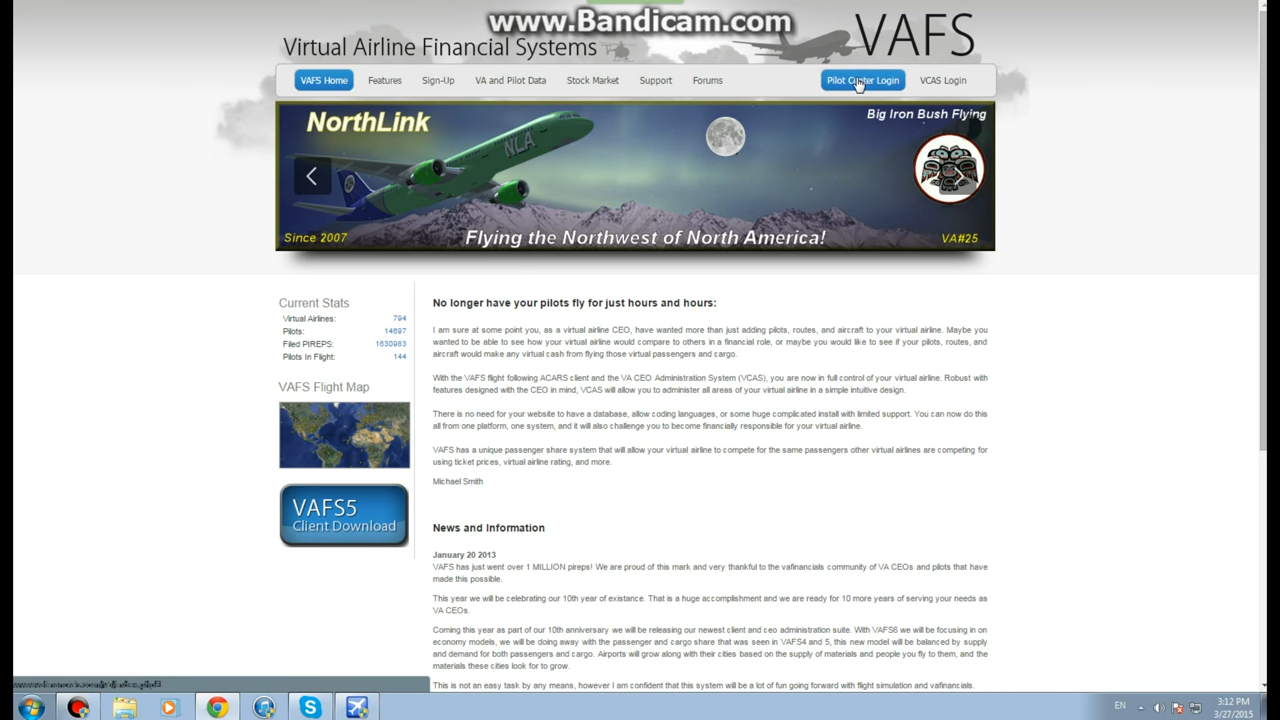 www.Bandicam.com
Virtual Airline Financial Systems
VAFS
VAFS Home
Features
Sign-Up
VA and Pilot Data
Stock Market
Support
Forums
Pilot Center Login
VCAS Login
NorthLink
Big Iron Bush Flying
NLA
Since 2007
Flying the Northwest of North America!
VA#25
Current Stats
Virtual Airlines: 794
Pilots: 14697
Filed PIREPS: 1630983
Pilots In Flight: 144
VAFS Flight Map
VAFS5
Client Download
No longer have your pilots fly for just hours and hours:
I am sure at some point you, as a virtual airline CEO, have wanted more than just adding pilots, routes, and aircraft to your virtual airline. Maybe you
wanted to be able to see how your virtual airline would compare to others in a financial role, or maybe you would like to see if your pilots, routes, and
aircraft would make any virtual cash from flying those virtual passengers and cargo.
With the VAFS flight following ACARS client and the VA CEO Administration System (VCAS), you are now in full control of your virtual airline. Robust with
features designed with the CEO in mind, VCAS will allow you to administer all areas of your virtual airline in a simple intuitive design.
There is no need for your website to have a database, allow coding languages, or some huge complicated install with limited support. You can now do this
all from one platform, one system, and it will also challenge you to become financially responsible for your virtual airline.
VAFS has a unique passenger share system that will allow your virtual airline to compete for the same passengers other virtual airlines are competing for
using ticket prices, virtual airline rating, and more.
Michael Smith
News and Information
January 20 2013
VAFS has just went over 1 MILLION pireps! We are proud of this mark and very thankful to the vafinancials community of VA CEOs and pilots that have
made this possible.
This year we will be celebrating our 10th year of existance. That is a huge accomplishment and we are ready for 10 more years of serving your needs as
VA CEOs.
Coming this year as part of our 10th anniversary we will be releasing our newest client and ceo administration suite. With VAFS6 we will be focusing in on
economy models, we will be doing away with the passenger and cargo share that was seen in VAFS4 and 5, this new model will be balanced by supply
and demand for both passengers and cargo. Airports will grow along with their cities based on the supply of materials and people you fly to them, and the
materials these cities look for to grow.
This is not an easy task by any means, however I am confident that this system will be a lot of fun going forward with flight simulation and vafinancials.
EN
3:12 PM
3/27/2015